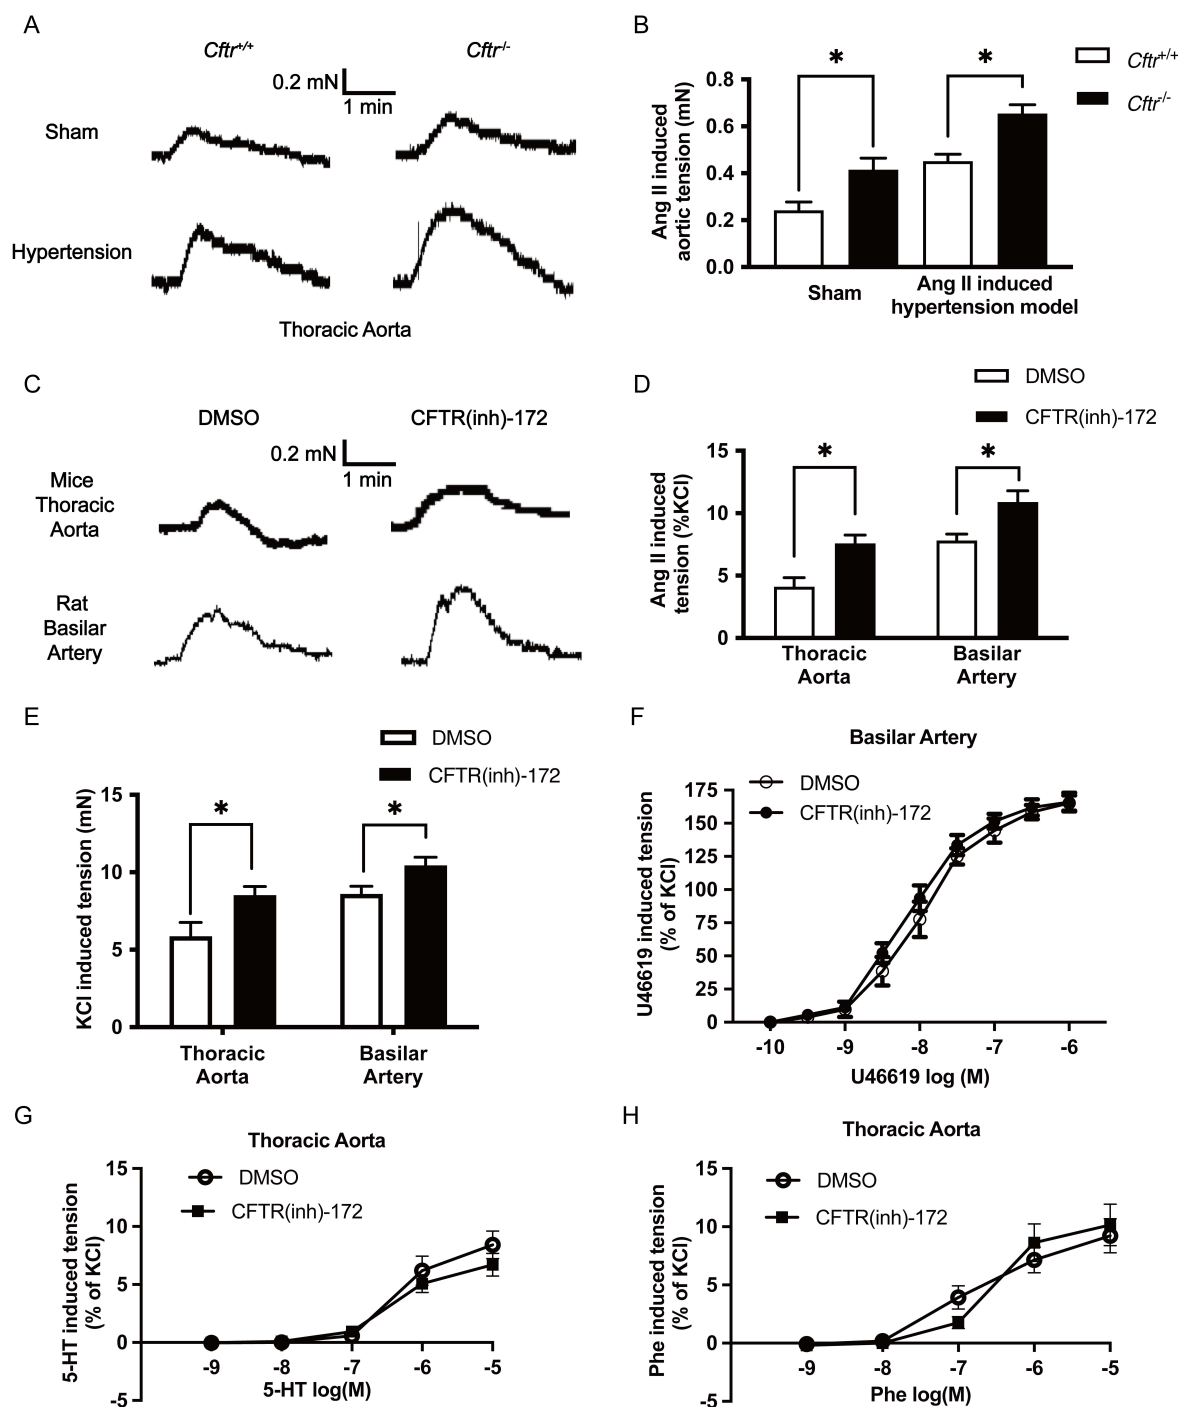 A
Cftr+/+
Cftr-/-
0.2 mN
1 min
Sham
Hypertension
Thoracic Aorta
B
Cftr+/+
Cftr-/-
Ang II induced
aortic tension (mN)
0.8
0.6
0.4
0.2
0.0
*
*
Sham
Ang II induced
hypertension model
C
DMSO
CFTR(inh)-172
0.2 mN
1 min
Mice
Thoracic
Aorta
Rat
Basilar
Artery
D
DMSO
CFTR(inh)-172
Ang II induced
tension (%KCl)
15
10
5
0
*
*
Thoracic
Aorta
Basilar
Artery
E
DMSO
CFTR(inh)-172
KCl induced tension (mN)
15
10
5
0
*
*
Thoracic
Aorta
Basilar
Artery
F
Basilar Artery
DMSO
CFTR(inh)-172
U46619 induced tension
(% of KCl)
175
150
125
100
75
50
25
0
-10 -9 -8 -7 -6
U46619 log (M)
G
Thoracic Aorta
DMSO
CFTR(inh)-172
5-HT induced tension
(% of KCl)
15
10
5
0
-5
-9 -8 -7 -6 -5
5-HT log(M)
H
Thoracic Aorta
DMSO
CFTR(inh)-172
Phe induced tension
(% of KCl)
15
10
5
0
-5
-9 -8 -7 -6 -5
Phe log(M)